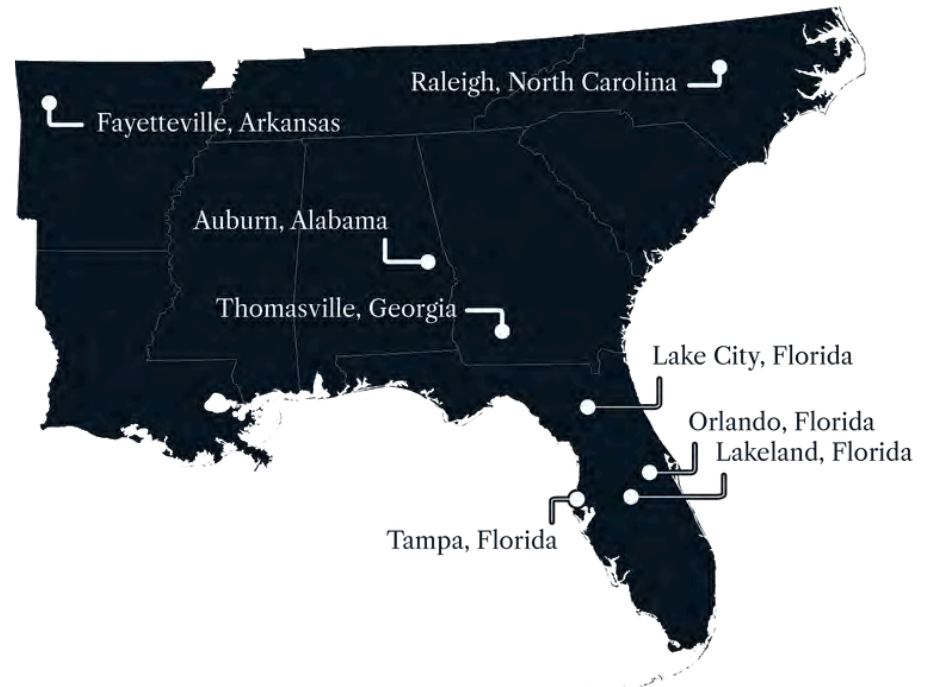 Raleigh, North Carolina
Fayetteville, Arkansas
Auburn, Alabama
Thomasville, Georgia
Lake City, Florida
Orlando, Florida
Lakeland, Florida
Tampa, Florida